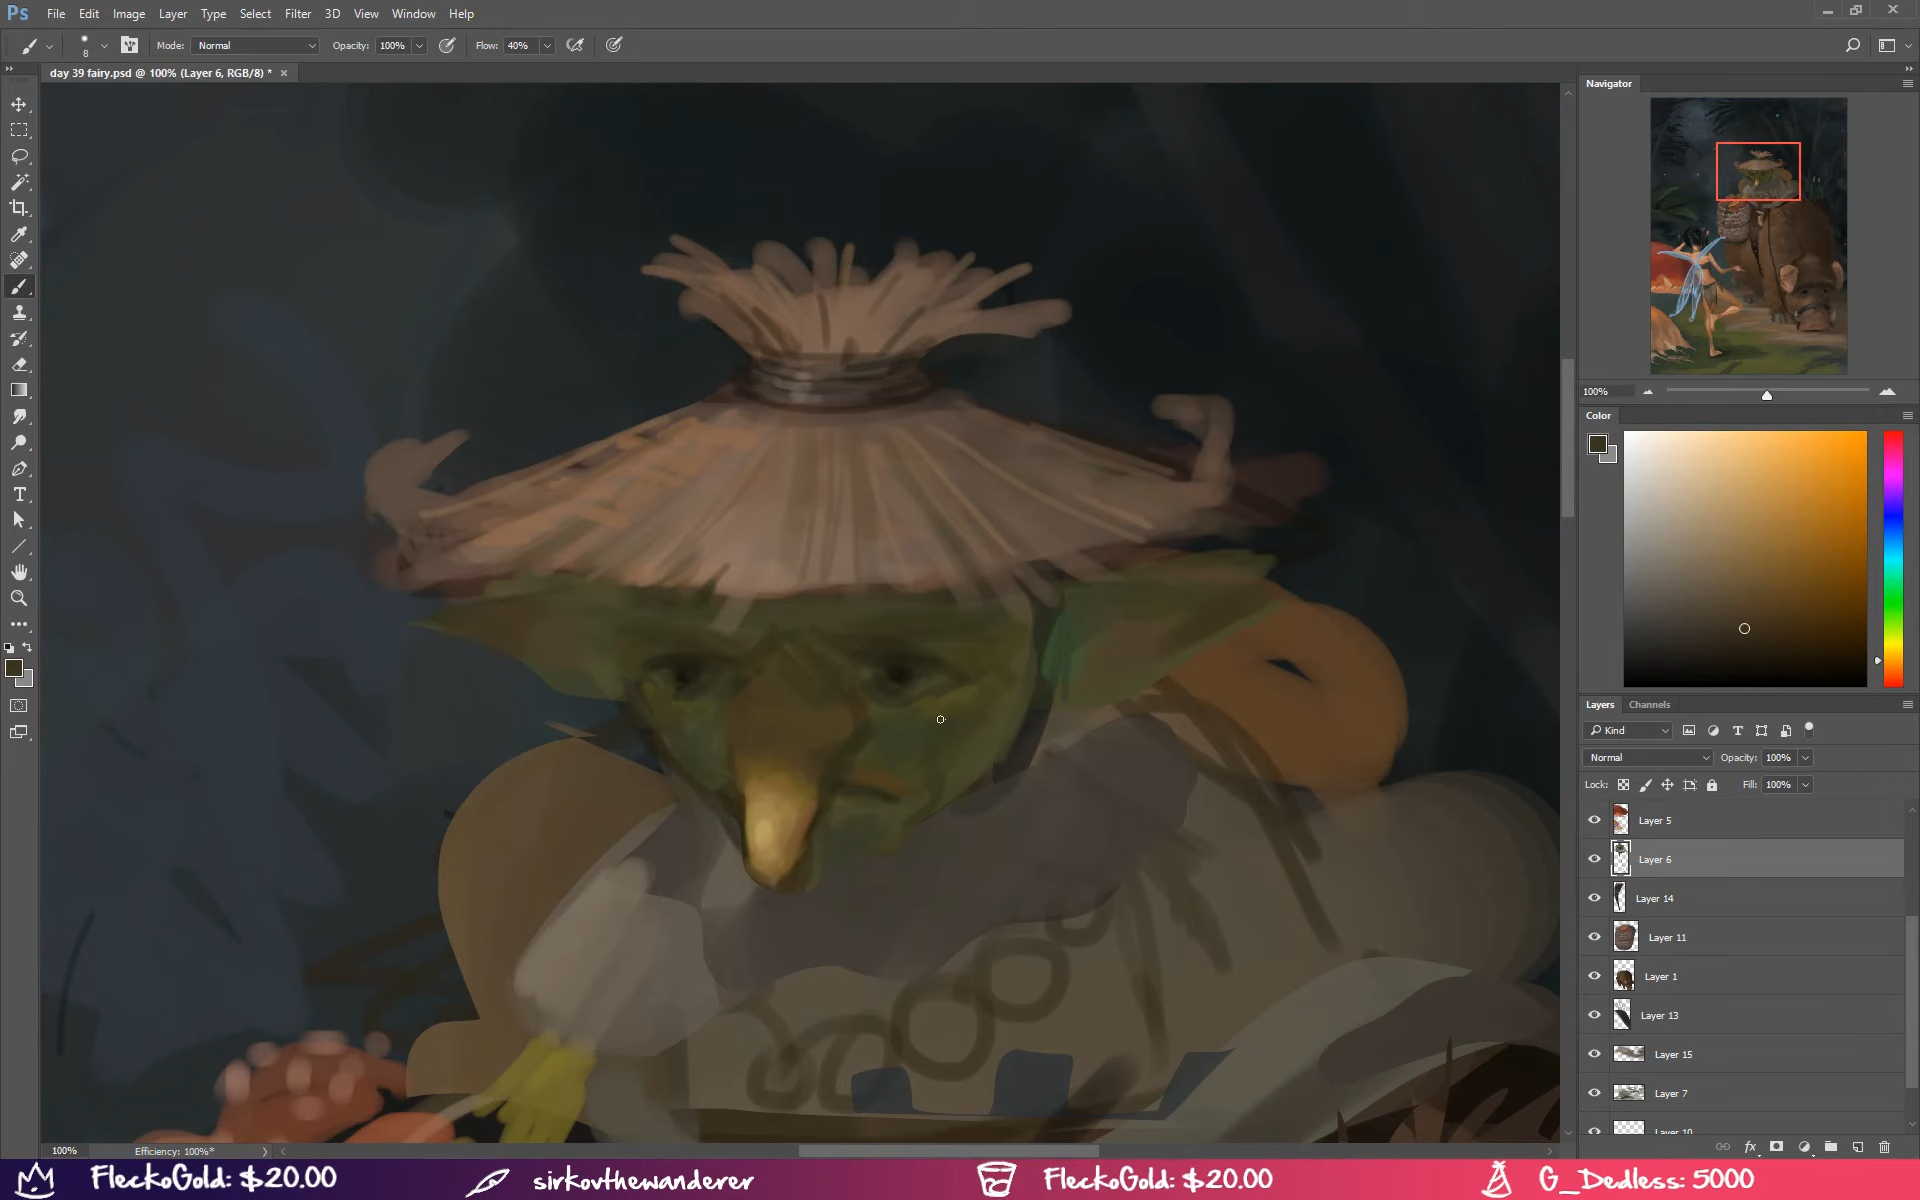 Ps File Edit Image Layer Type Select Filter 3D View Window Help
8 Mode: Normal Opacity: 100% Flow: 40%
day 39 fairy.psd @ 100% (Layer 6, RGB/8) *
Navigator
100%
Color
Layers Channels
Kind
Normal Opacity: 100%
Lock: Fill: 100%
Layer 5
Layer 6
Layer 14
Layer 11
Layer 1
Layer 13
Layer 15
Layer 7
Layer 10
100% Efficiency: 100%*
FleckoGold: $20.00 sirkovthewanderer FleckoGold: $20.00 G_Dedless: 5000